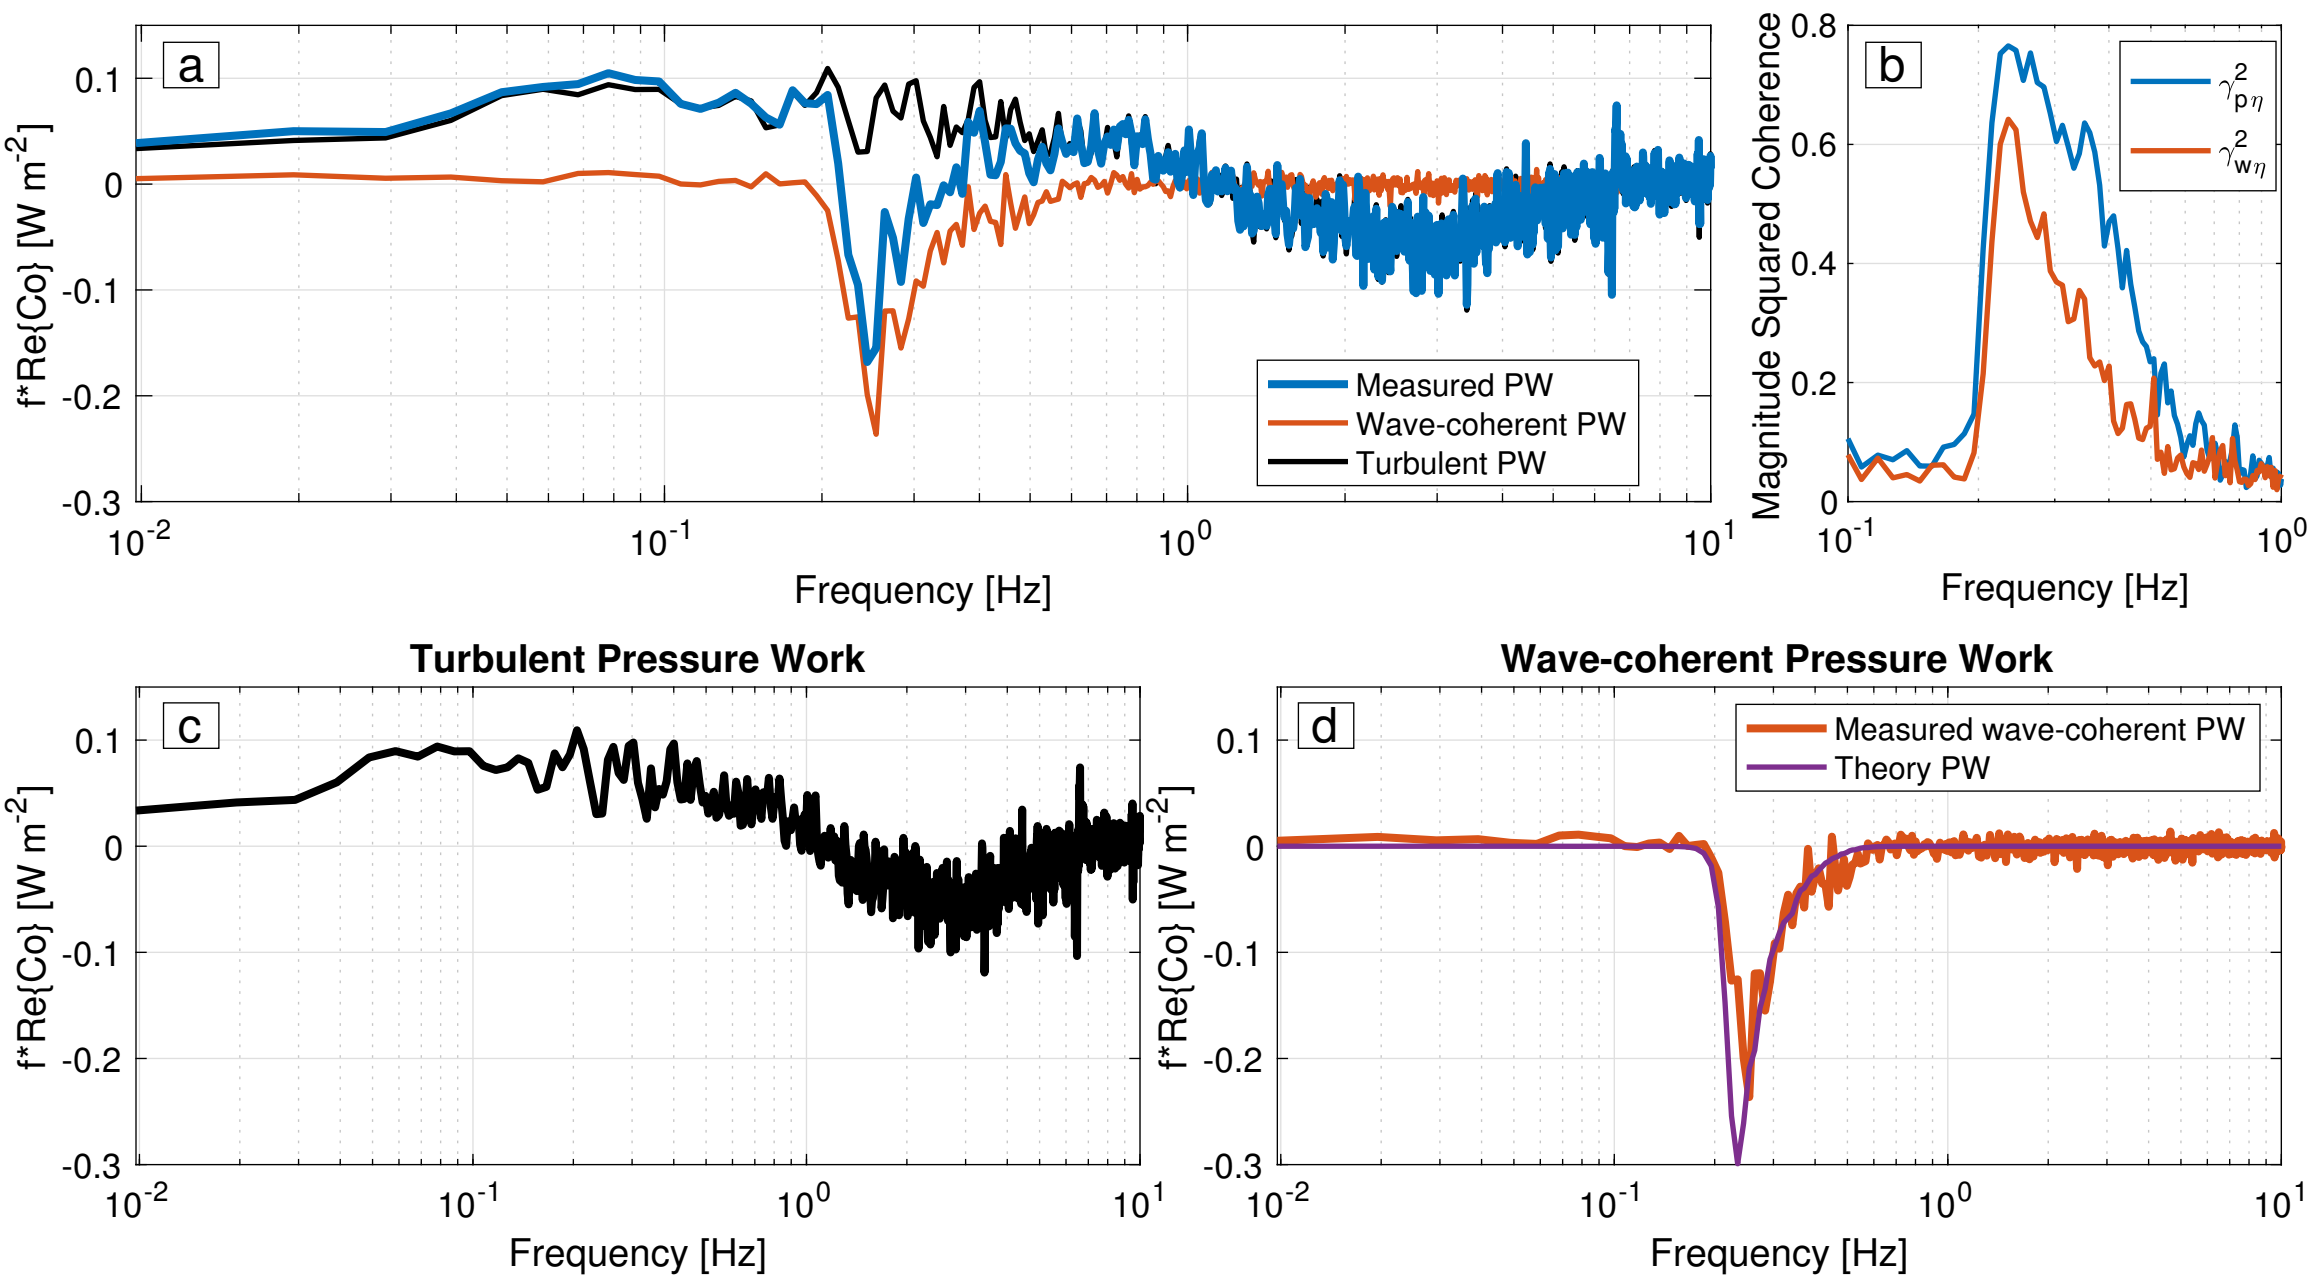 a
0.1
0
-0.1
-0.2
-0.3
f*Re{Co} [W m-2]
10-2
10-1
100
101
Frequency [Hz]
Measured PW
Wave-coherent PW
Turbulent PW
b
0.8
0.6
0.4
0.2
0
Magnitude Squared Coherence
10-1
100
Frequency [Hz]
γ2pη
γ2wη
Turbulent Pressure Work
c
0.1
0
-0.1
-0.2
-0.3
f*Re{Co} [W m-2]
10-2
10-1
100
101
Frequency [Hz]
Wave-coherent Pressure Work
d
0.1
0
-0.1
-0.2
-0.3
f*Re{Co} [W m-2]
10-2
10-1
100
101
Frequency [Hz]
Measured wave-coherent PW
Theory PW